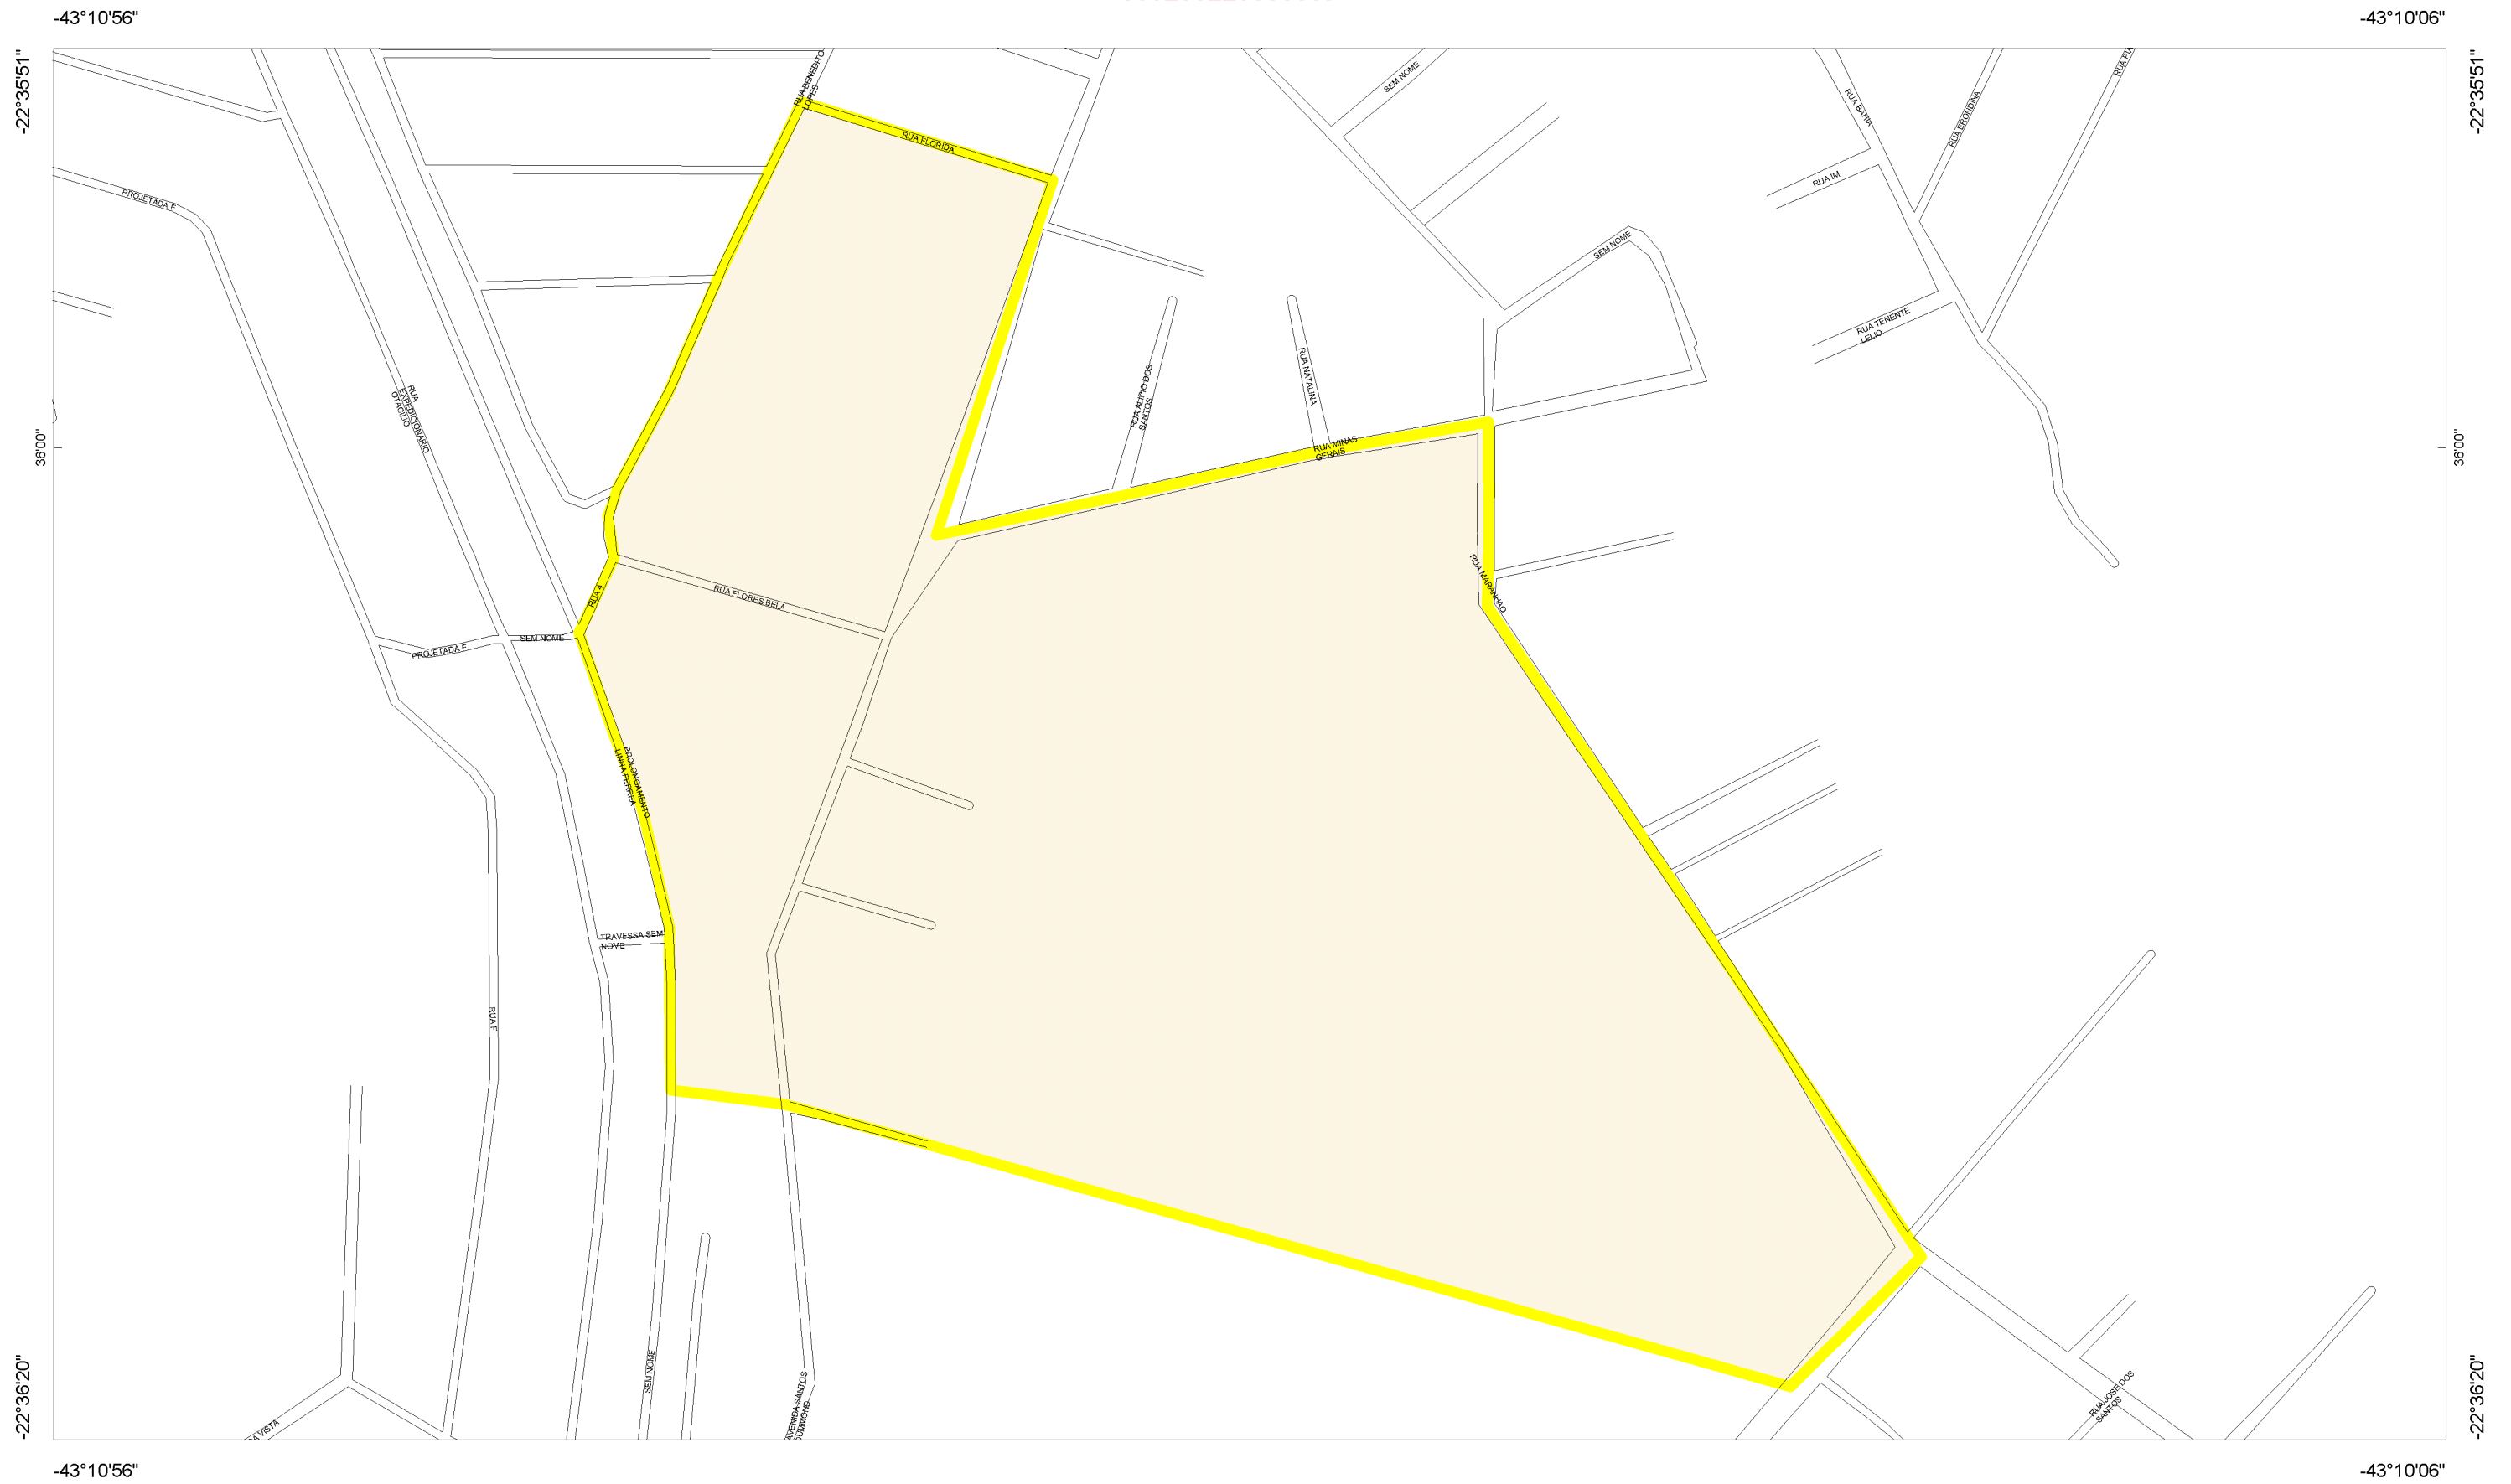 -43°10'56"
-43°10'06"
-22°35'51"
-22°35'51"
RUA BENEDITO
LOPES
SEM NOME
RUA BAHIA
RUA ERONDINA
RUA FLORIDA
RUA IM
PROJETADA F
SEM NOME
RUA TENENTE
LELIO
RUA
EXPEDICIONARIO
OTACILIO
RUA ALIPIO DOS
SANTOS
RUA NATALINA
36'00"
RUA MINAS
GERAIS
36'00"
RUA MARANHAO
RUA 4
RUA FLORES BELA
SEM NOME
PROJETADA F
PROLONGAMENTO
LINHA FERREA
TRAVESSA SEM
NOME
RUA F
SEM NOME
AVENIDA SANTOS
DUMMOND
RUA JOSE DOS
SANTOS
VISTA
-22°36'20"
-22°36'20"
-43°10'56"
-43°10'06"